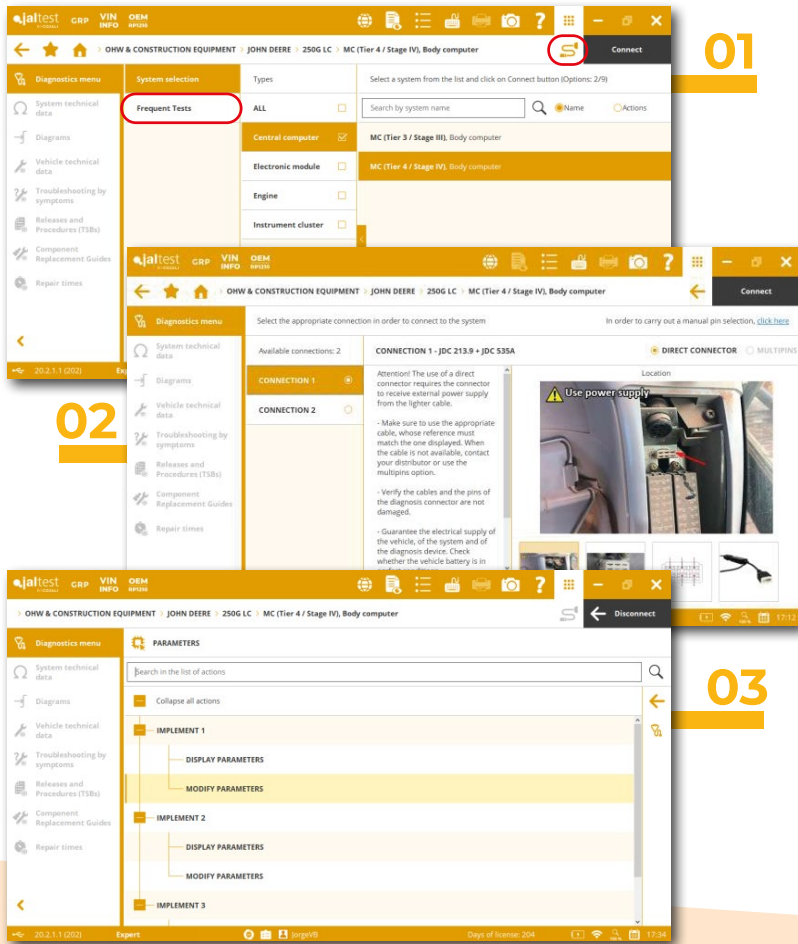 jaltest GRP VIN INFO OEM RP1210 ?
OHW & CONSTRUCTION EQUIPMENT > JOHN DEERE > 250G LC > MC (Tier 4 / Stage IV), Body computer
Connect
01
Diagnostics menu
System technical
data
Diagrams
Vehicle technical
data
Troubleshooting by
symptoms
Releases and
Procedures (TSBs)
Component
Replacement Guides
Repair times
System selection
Frequent Tests
Types
ALL
Central computer
Electronic module
Engine
Instrument cluster
Select a system from the list and click on Connect button (Options: 2/9)
Search by system name
Name
Actions
MC (Tier 3 / Stage III), Body computer
MC (Tier 4 / Stage IV), Body computer
20.2.1.1 (202)
02
jaltest GRP VIN INFO OEM RP1210 ?
OHW & CONSTRUCTION EQUIPMENT > JOHN DEERE > 250G LC > MC (Tier 4 / Stage IV), Body computer
Connect
Diagnostics menu
System technical
data
Diagrams
Vehicle technical
data
Troubleshooting by
symptoms
Releases and
Procedures (TSBs)
Component
Replacement Guides
Repair times
Select the appropriate connection in order to connect to the system
In order to carry out a manual pin selection, click here
Available connections: 2
CONNECTION 1
CONNECTION 2
CONNECTION 1 - JDC 213.9 + JDC 535A
DIRECT CONNECTOR
MULTIPINS
Attention! The use of a direct
connector requires the connector
to receive external power supply
from the lighter cable.
- Make sure to use the appropriate
cable, whose reference must
match the one displayed. When
the cable is not available, contact
your distributor or use the
multipins option.
- Verify the cables and the pins of
the diagnosis connector are not
damaged.
- Guarantee the electrical supply of
the vehicle, of the system and of
the diagnosis device. Check
whether the vehicle battery is in
Location
Use power supply
17:12
03
jaltest GRP VIN INFO OEM RP1210 ?
> OHW & CONSTRUCTION EQUIPMENT > JOHN DEERE > 250G LC > MC (Tier 4 / Stage IV), Body computer
Disconnect
Diagnostics menu
System technical
data
Diagrams
Vehicle technical
data
Troubleshooting by
symptoms
Releases and
Procedures (TSBs)
Component
Replacement Guides
Repair times
PARAMETERS
Search in the list of actions
Collapse all actions
IMPLEMENT 1
DISPLAY PARAMETERS
MODIFY PARAMETERS
IMPLEMENT 2
DISPLAY PARAMETERS
MODIFY PARAMETERS
IMPLEMENT 3
20.2.1.1 (202)
Expert
JorgeVB
Days of license: 204
17:34